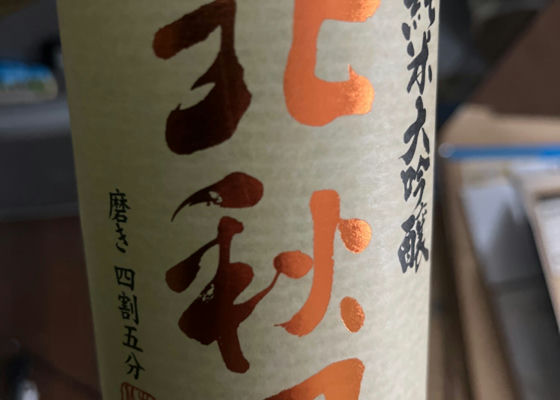 純米大吟醸
北秋
磨き 四割五分